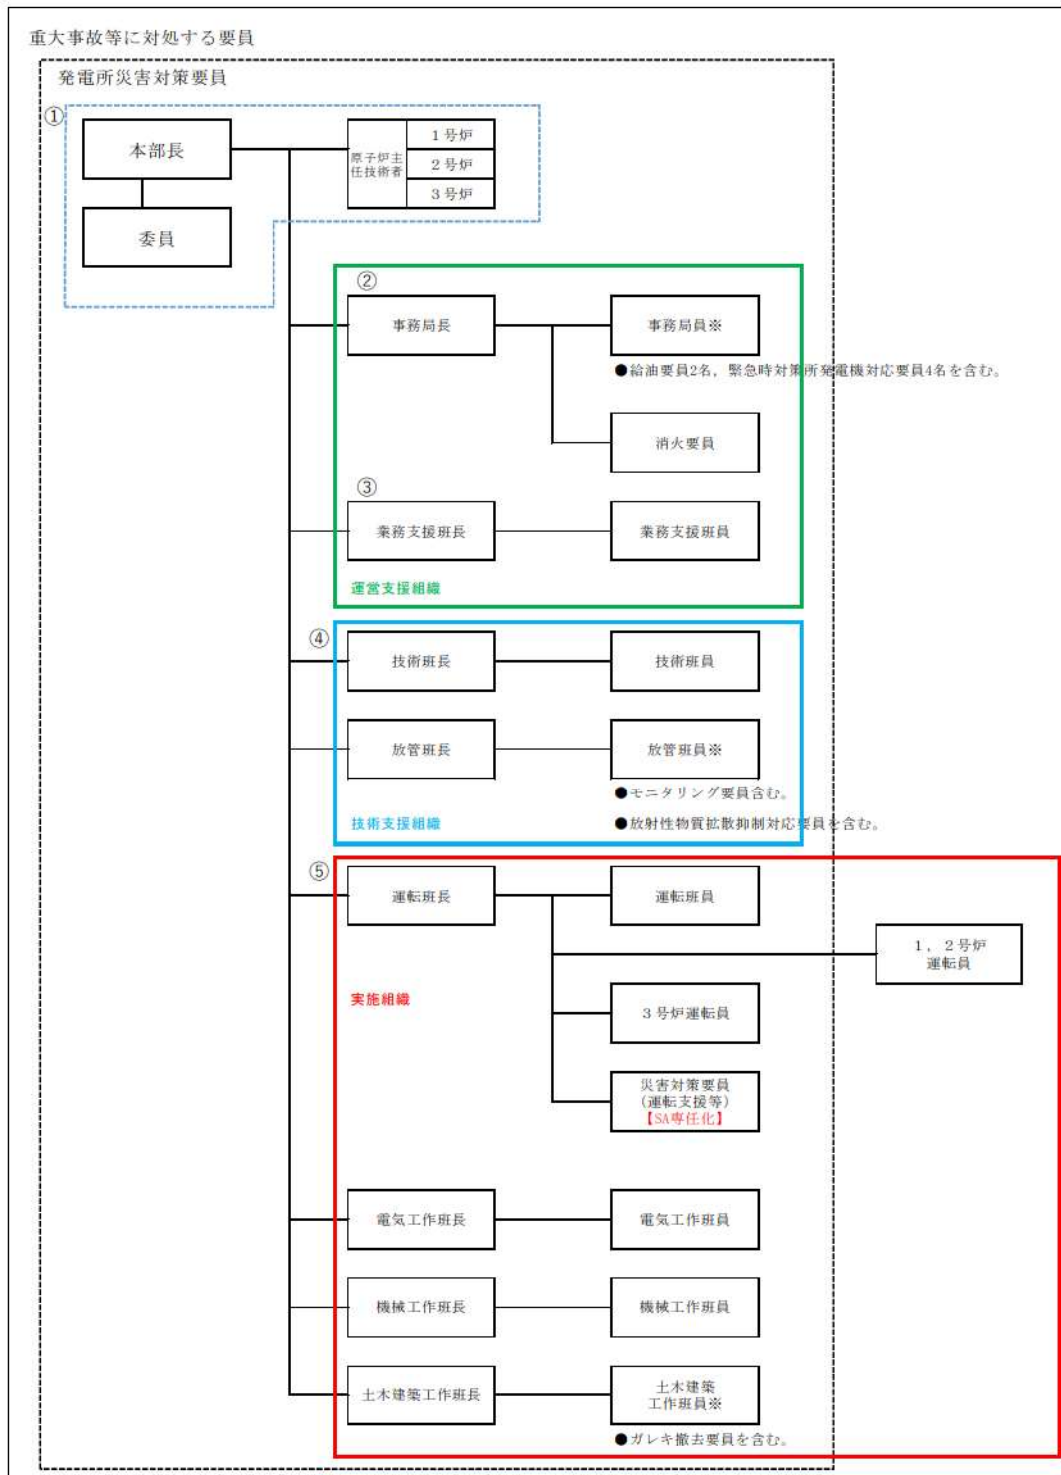 重大事故等に対処する要員
発電所災害対策要員
①
本部長
原子炉主
任技術者
1号炉
2号炉
3号炉
委員
②
事務局長
事務局員※
●給油要員2名，緊急時対策所発電機対応要員4名を含む。
消火要員
③
業務支援班長
業務支援班員
運営支援組織
④
技術班長
技術班員
放管班長
放管班員※
●モニタリング要員含む。
技術支援組織
●放射性物質拡散抑制対応要員を含む。
⑤
運転班長
運転班員
1，2号炉
運転員
実施組織
3号炉運転員
災害対策要員
(運転支援等)
【SA専任化】
電気工作班長
電気工作班員
機械工作班長
機械工作班員
土木建築工作班長
土木建築
工作班員※
●ガレキ撤去要員を含む。